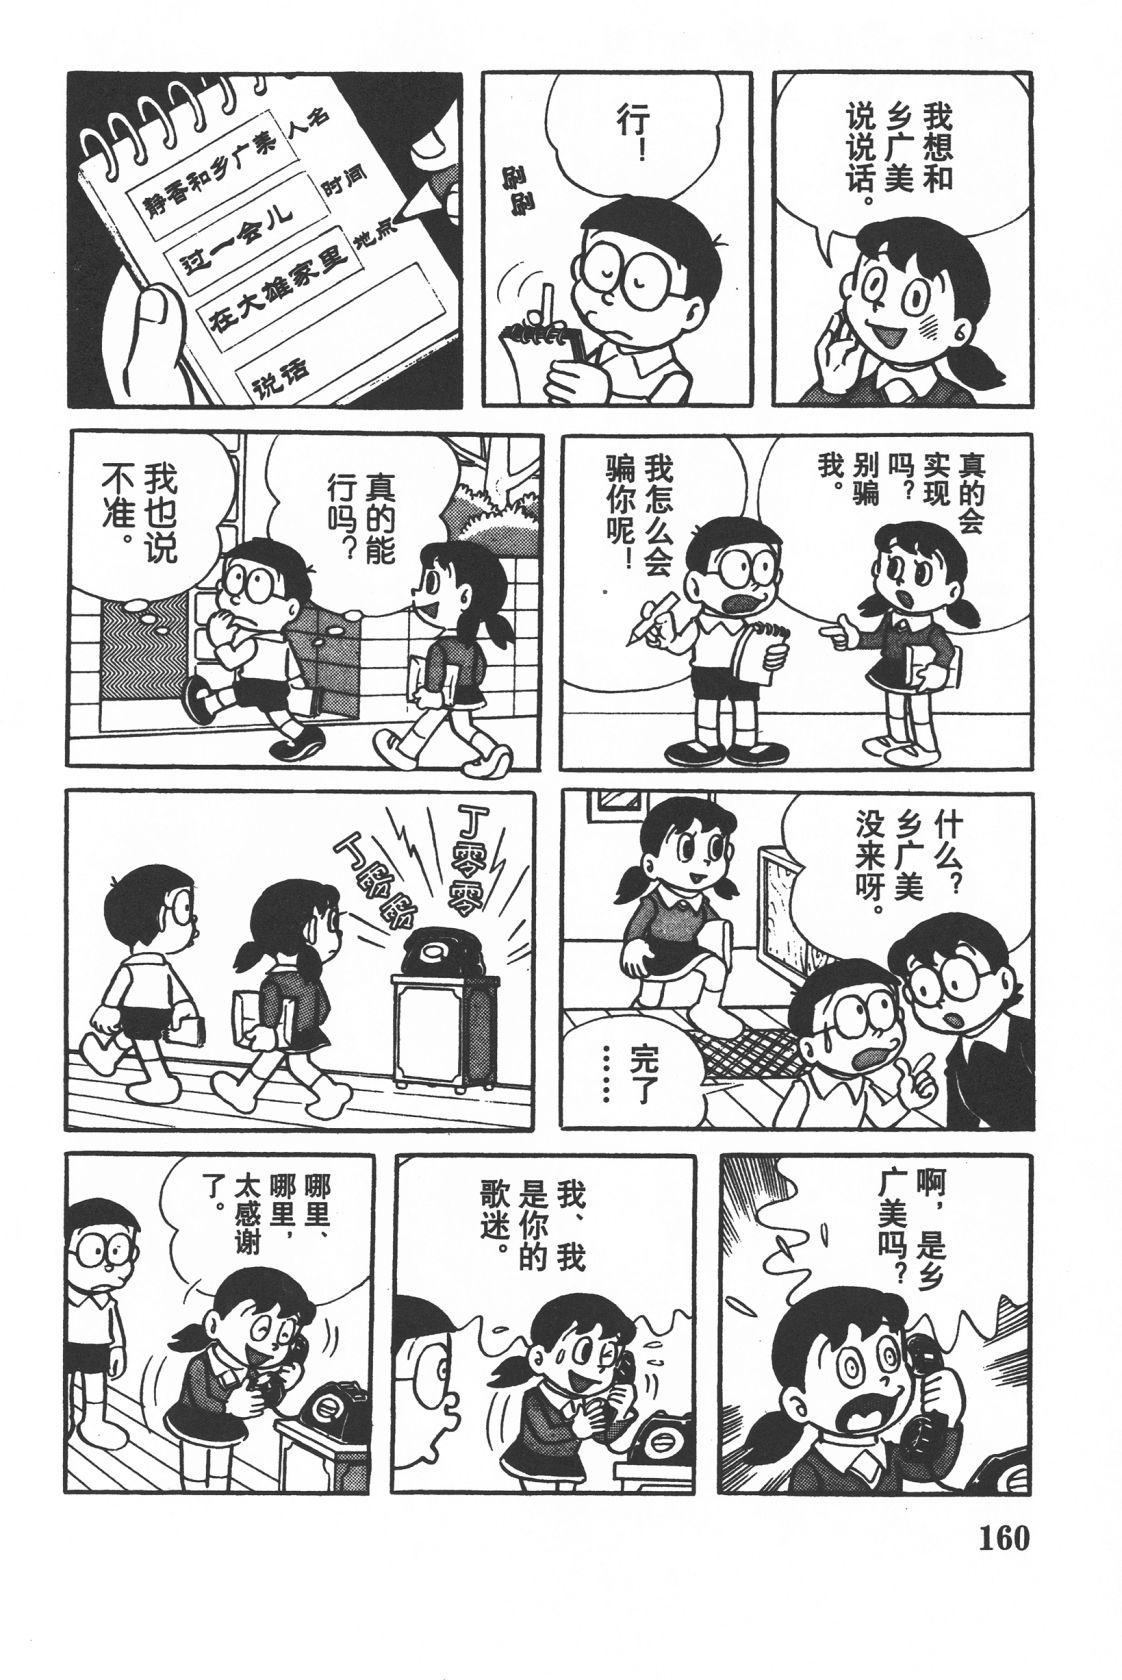 我想和
乡广美
说说话。
行！
刷
刷
静香和乡广美
人名
过一会儿
时间
在大雄家里
地点
说话
真的会
实现
吗？
别骗
我。
我怎么会
骗你呢！
真的能
行吗？
我也说
不准。
什么？
乡广美
没来呀。
完了
……
丁零零
丁零零
啊，是乡
广美吗？
我、我
是你的
歌迷。
哪里、
哪里，
太感谢
了。
160